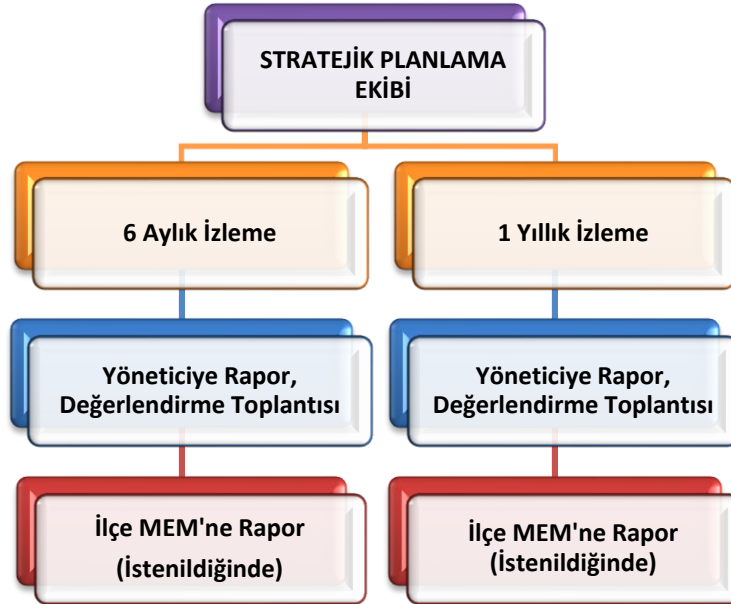 STRATEJİK PLANLAMA
EKİBİ
6 Aylık İzleme
1 Yıllık İzleme
Yöneticiye Rapor,
Değerlendirme Toplantısı
Yöneticiye Rapor,
Değerlendirme Toplantısı
İlçe MEM'ne Rapor
(İstenildiğinde)
İlçe MEM'ne Rapor
(İstenildiğinde)